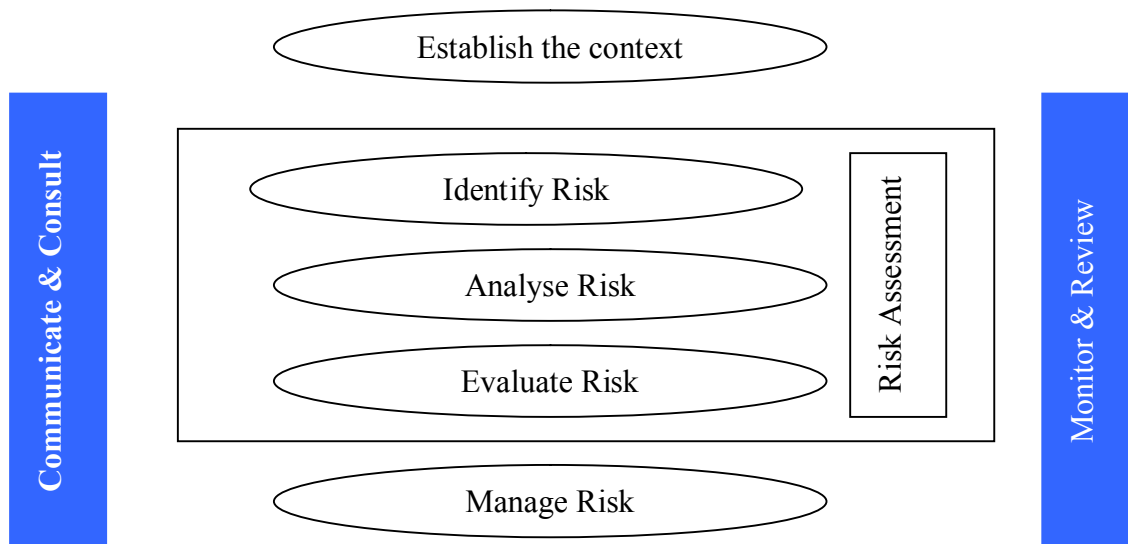 Establish the context
Communicate & Consult
Identify Risk
Analyse Risk
Evaluate Risk
Risk Assessment
Manage Risk
Monitor & Review